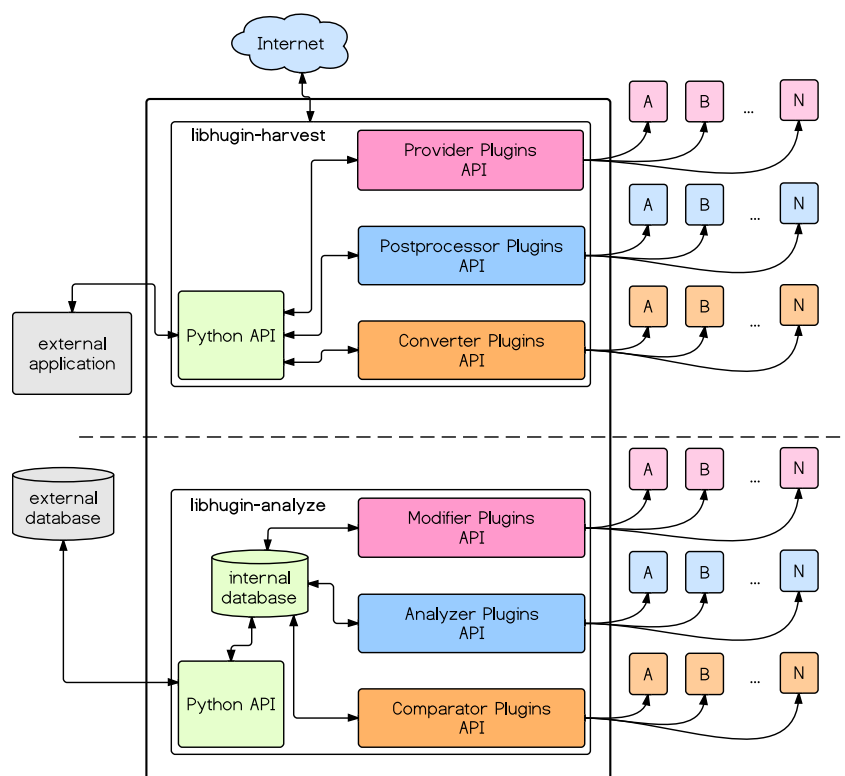 Internet
libhugin-harvest
Provider Plugins
API
A
B
...
N
Postprocessor Plugins
API
A
B
...
N
external
application
Python API
Converter Plugins
API
A
B
...
N
external
database
libhugin-analyze
Modifier Plugins
API
A
B
...
N
internal
database
Analyzer Plugins
API
A
B
...
N
Python API
Comparator Plugins
API
A
B
...
N